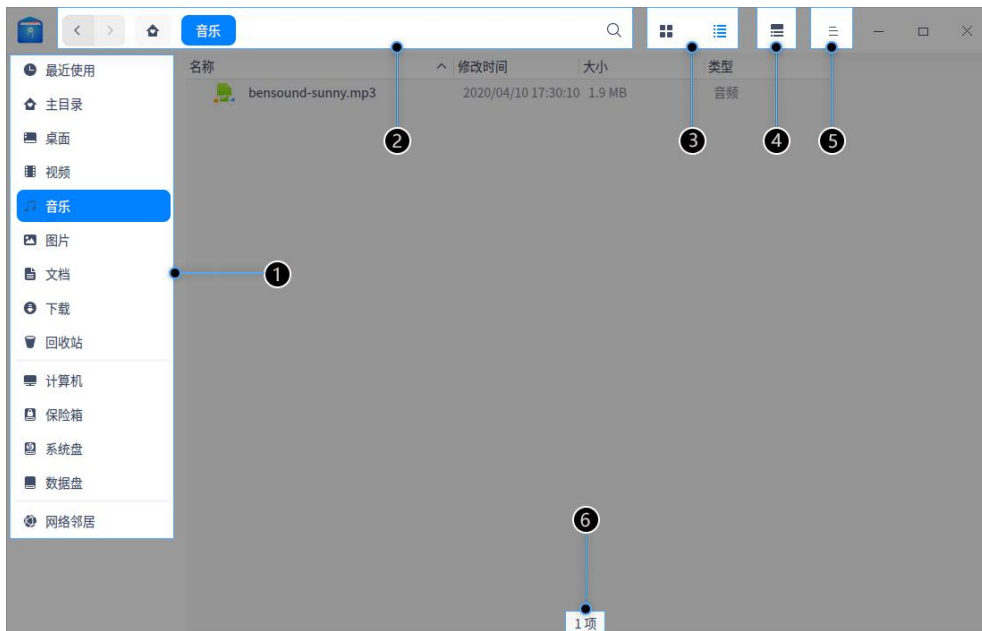 音乐
名称 修改时间 大小 类型
bensound-sunny.mp3 2020/04/10 17:30:10 1.9 MB 音频
最近使用
主目录
桌面
视频
音乐
图片
文档
下载
回收站
计算机
保险箱
系统盘
数据盘
网络邻居
1
2
3
4
5
6
1项